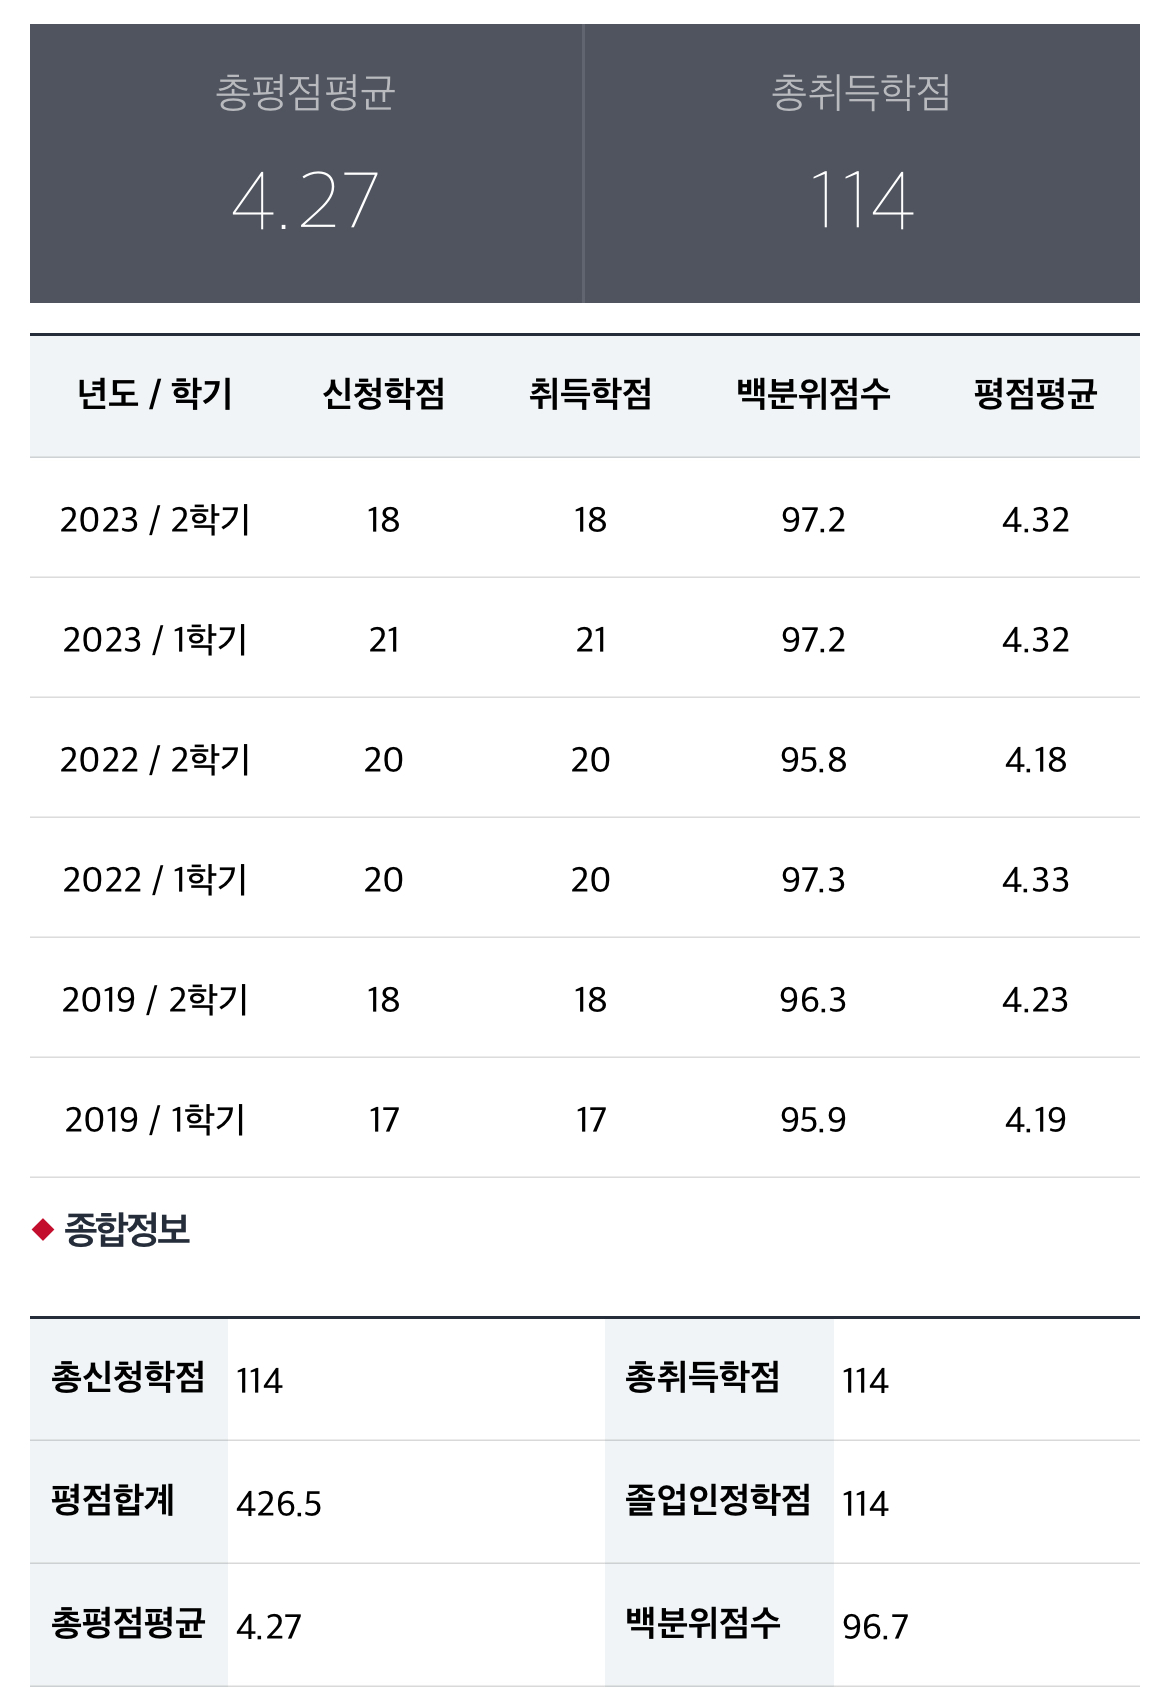 총평점평균 총취득학점
4.27 114
년도 / 학기 신청학점 취득학점 백분위점수 평점평균
2023 / 2학기 18 18 97.2 4.32
2023 / 1학기 21 21 97.2 4.32
2022 / 2학기 20 20 95.8 4.18
2022 / 1학기 20 20 97.3 4.33
2019 / 2학기 18 18 96.3 4.23
2019 / 1학기 17 17 95.9 4.19
종합정보
총신청학점 114 총취득학점 114
평점합계 426.5 졸업인정학점 114
총평점평균 4.27 백분위점수 96.7